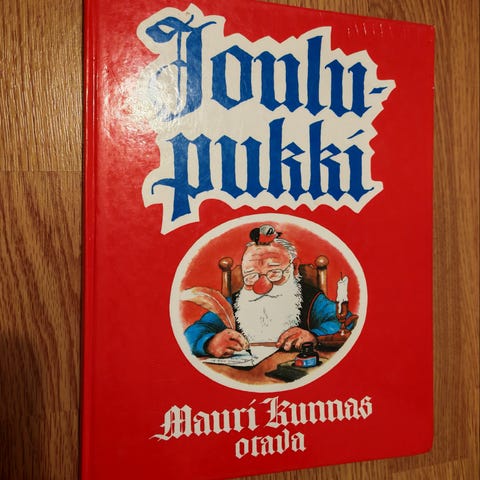 Joulu-
pukki
Mauri Kunnas
otava